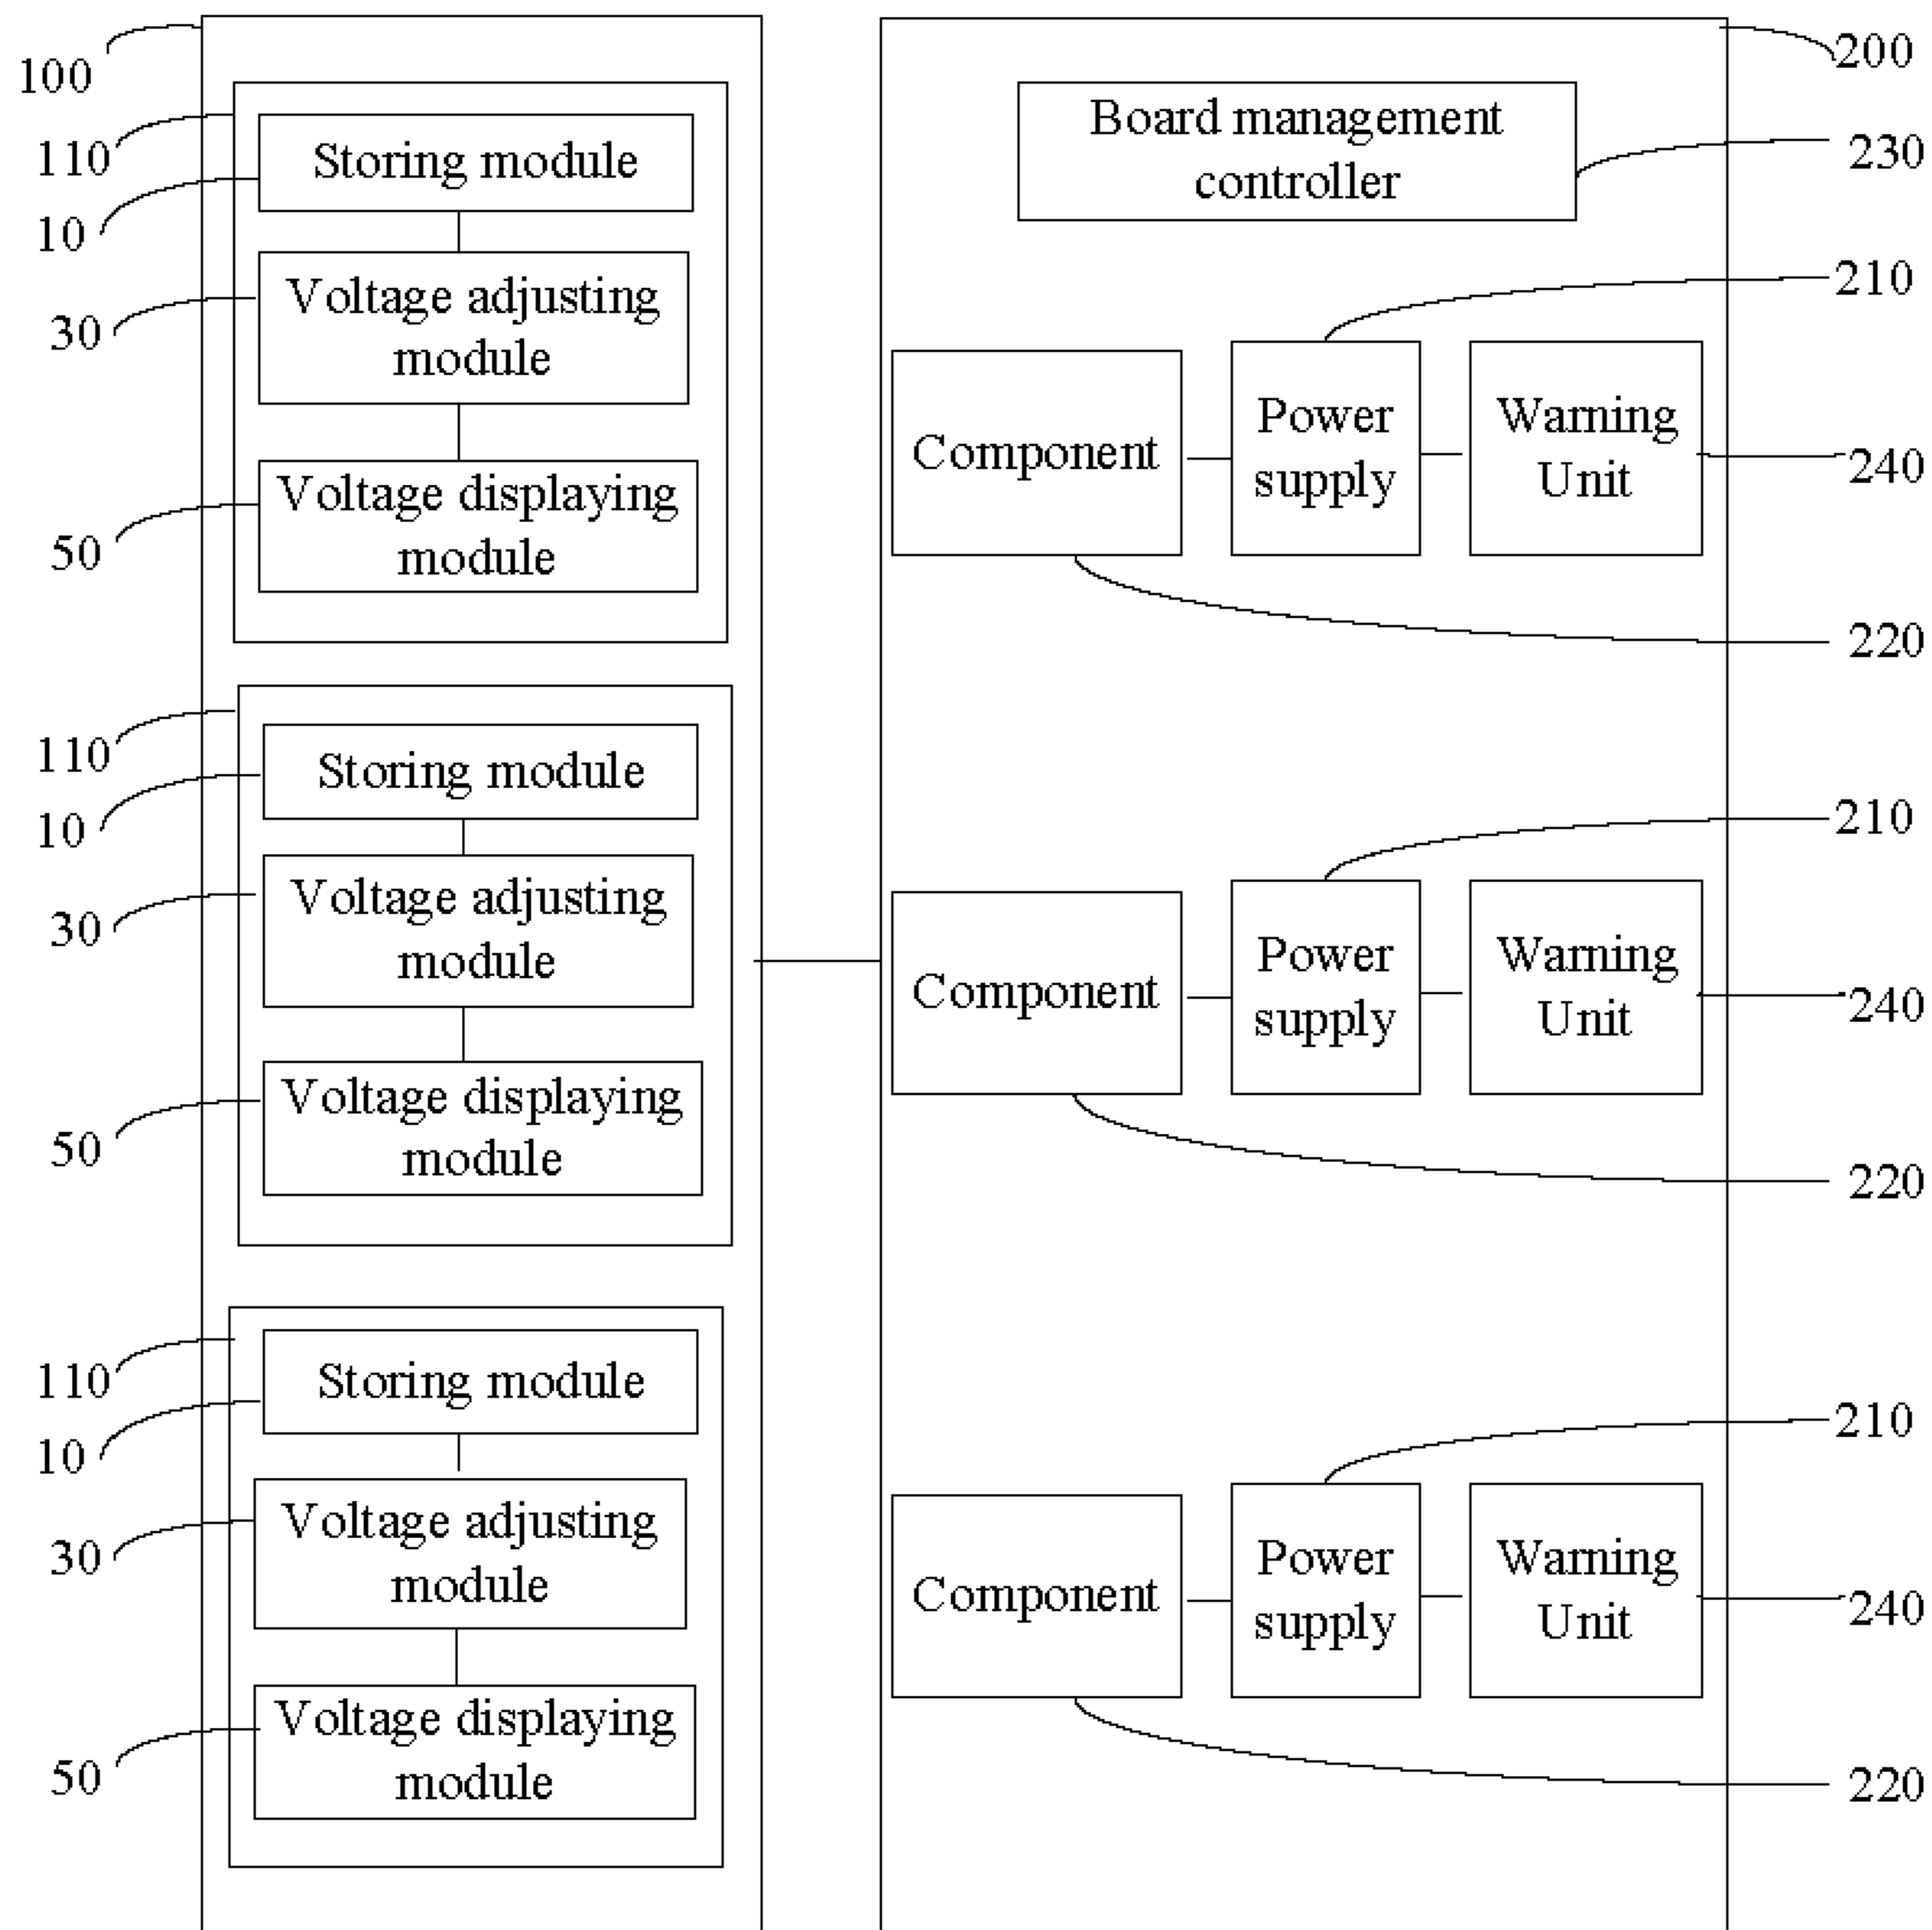 100
110
Storing module
10
Voltage adjusting
module
30
Voltage displaying
module
50
110
Storing module
10
Voltage adjusting
module
30
Voltage displaying
module
50
110
Storing module
10
Voltage adjusting
module
30
Voltage displaying
module
50
200
Board management
controller
230
210
Component
Power
supply
Warning
Unit
240
220
210
Component
Power
supply
Warning
Unit
240
220
210
Component
Power
supply
Warning
Unit
240
220